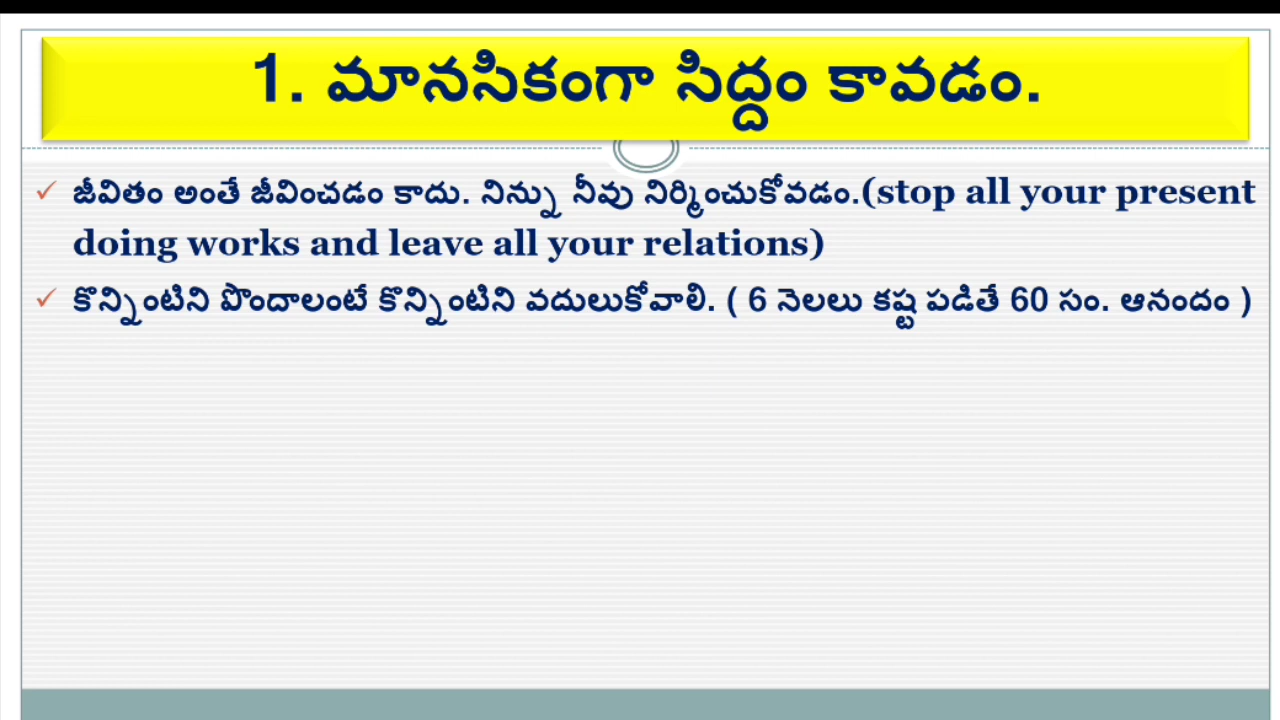 1. మానసికంగా సిద్దం కావడం.
జీవితం అంతే జీవించడం కాదు. నిన్ను నీవు నిర్మించుకోవడం.(stop all your present
doing works and leave all your relations)
కొన్నింటిని పొందాలంటే కొన్నింటిని వదులుకోవాలి. ( 6 నెలలు కష్ట పడితే 60 సం. ఆనందం )